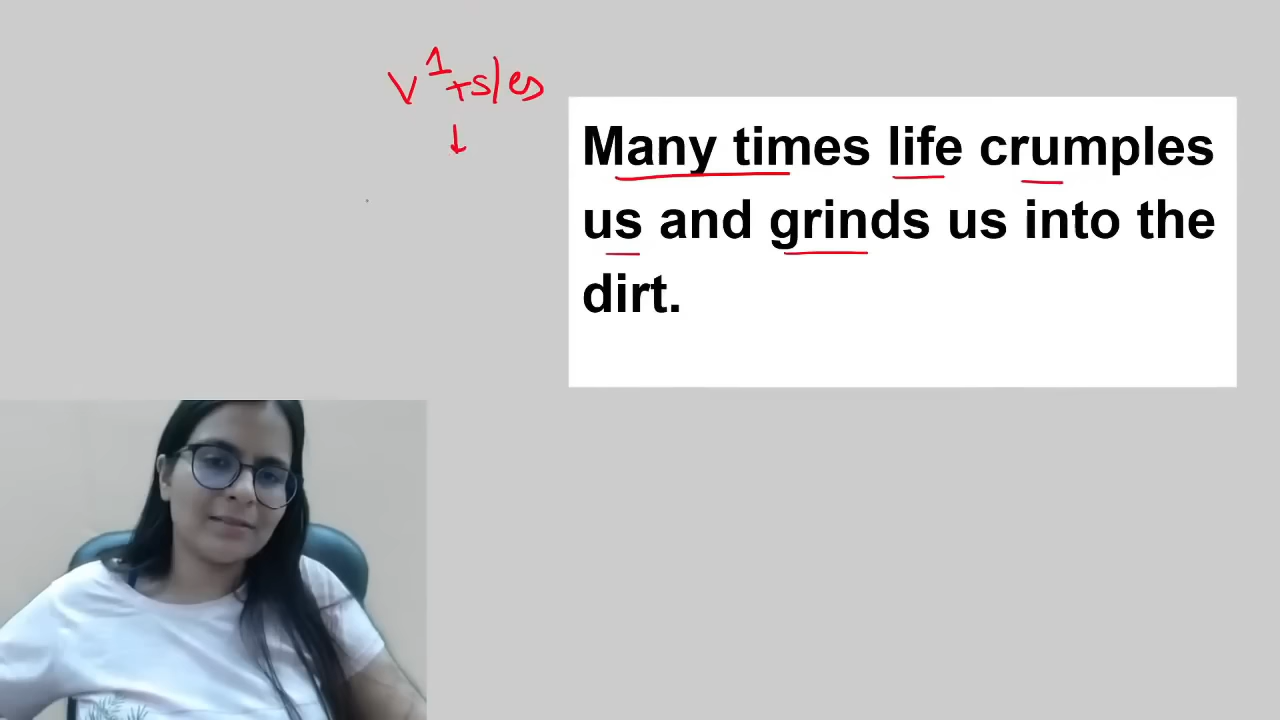 V¹+s/es
Many times life crumples
us and grinds us into the
dirt.